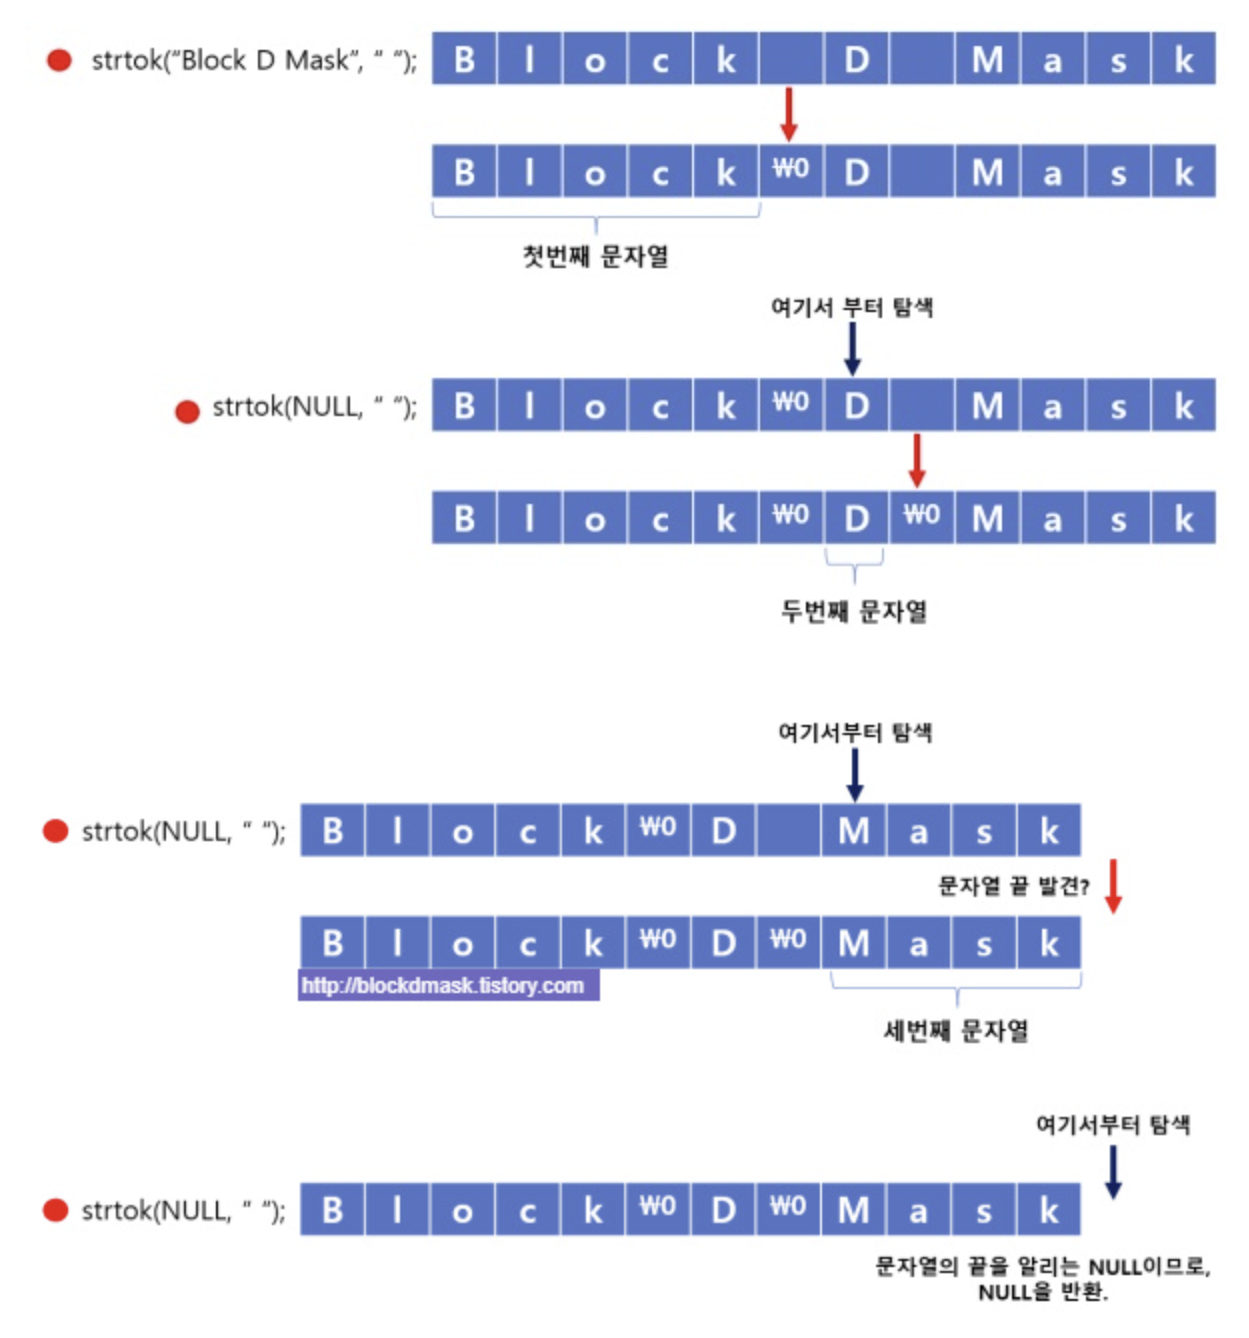 strtok(“Block D Mask”, “ “); B l o c k D M a s k
B l o c k ₩0 D M a s k
첫번째 문자열
여기서 부터 탐색
strtok(NULL, “ “); B l o c k ₩0 D M a s k
B l o c k ₩0 D ₩0 M a s k
두번째 문자열
여기서부터 탐색
strtok(NULL, “ “); B l o c k ₩0 D M a s k
문자열 끝 발견?
B l o c k ₩0 D ₩0 M a s k
http://blockdmask.tistory.com
세번째 문자열
여기서부터 탐색
strtok(NULL, “ “); B l o c k ₩0 D ₩0 M a s k
문자열의 끝을 알리는 NULL이므로,
NULL을 반환.